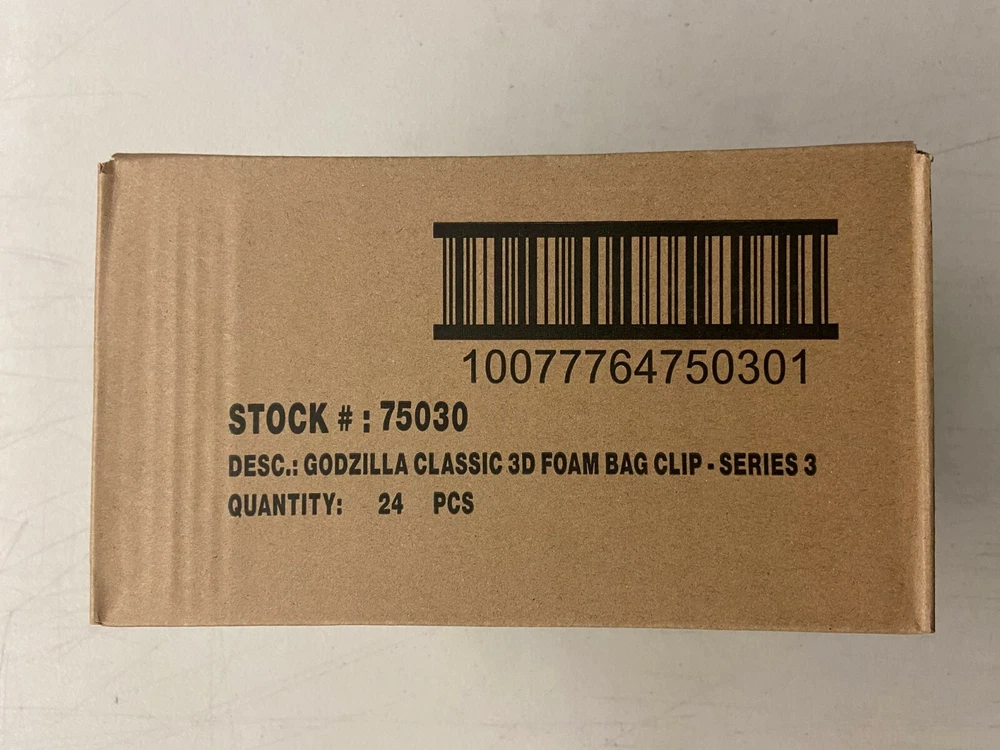 10077764750301
STOCK # : 75030
DESC.: GODZILLA CLASSIC 3D FOAM BAG CLIP - SERIES 3
QUANTITY: 24 PCS